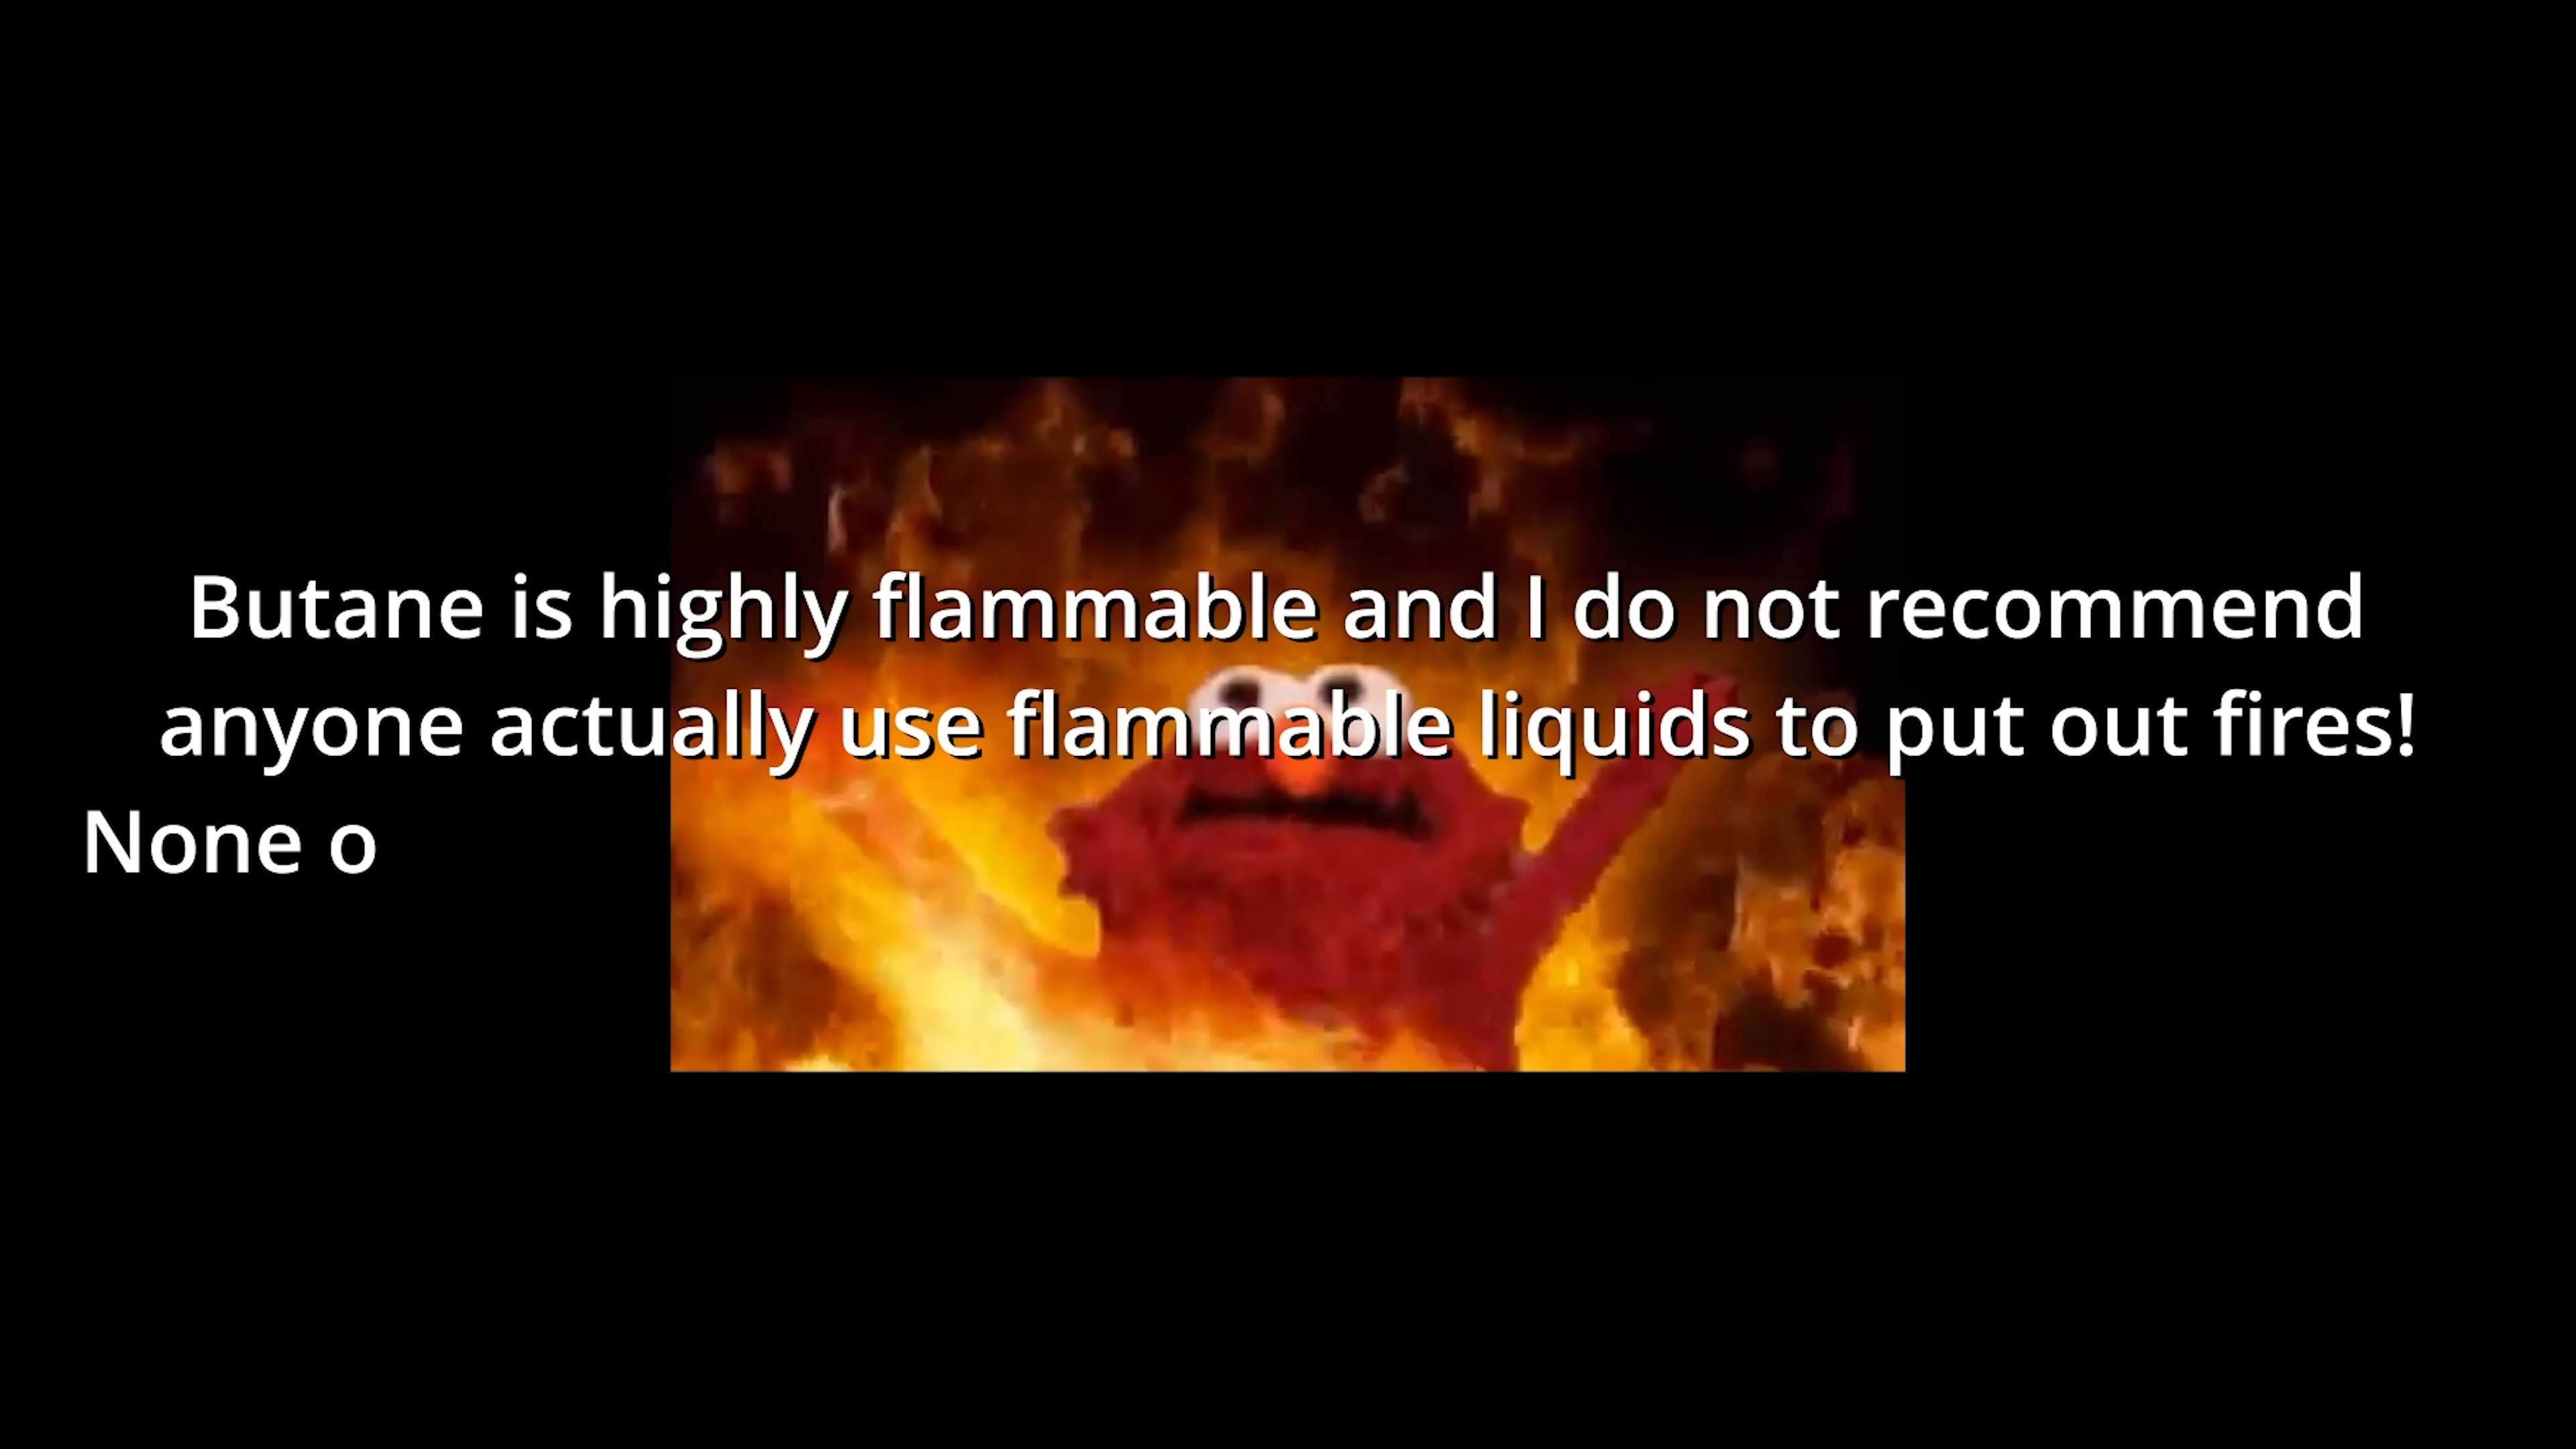 Butane is highly flammable and I do not recommend
anyone actually use flammable liquids to put out fires!
None o